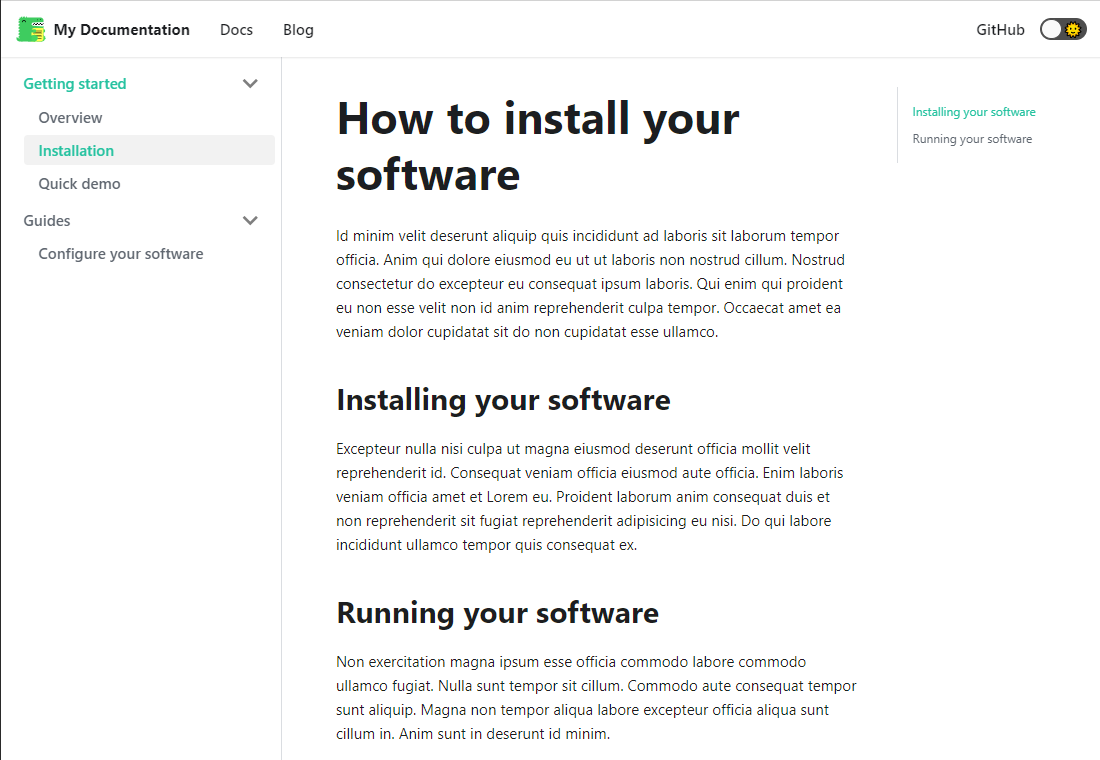 My Documentation Docs Blog GitHub
Getting started
Overview
Installation
Quick demo
Guides
Configure your software
How to install your
software
Id minim velit deserunt aliquip quis incididunt ad laboris sit laborum tempor
officia. Anim qui dolore eiusmod eu ut ut laboris non nostrud cillum. Nostrud
consectetur do excepteur eu consequat ipsum laboris. Qui enim qui proident
eu non esse velit non id anim reprehenderit culpa tempor. Occaecat amet ea
veniam dolor cupidatat sit do non cupidatat esse ullamco.
Installing your software
Excepteur nulla nisi culpa ut magna eiusmod deserunt officia mollit velit
reprehenderit id. Consequat veniam officia eiusmod aute officia. Enim laboris
veniam officia amet et Lorem eu. Proident laborum anim consequat duis et
non reprehenderit sit fugiat reprehenderit adipisicing eu nisi. Do qui labore
incididunt ullamco tempor quis consequat ex.
Running your software
Non exercitation magna ipsum esse officia commodo labore commodo
ullamco fugiat. Nulla sunt tempor sit cillum. Commodo aute consequat tempor
sunt aliquip. Magna non tempor aliqua labore excepteur officia aliqua sunt
cillum in. Anim sunt in deserunt id minim.
Installing your software
Running your software